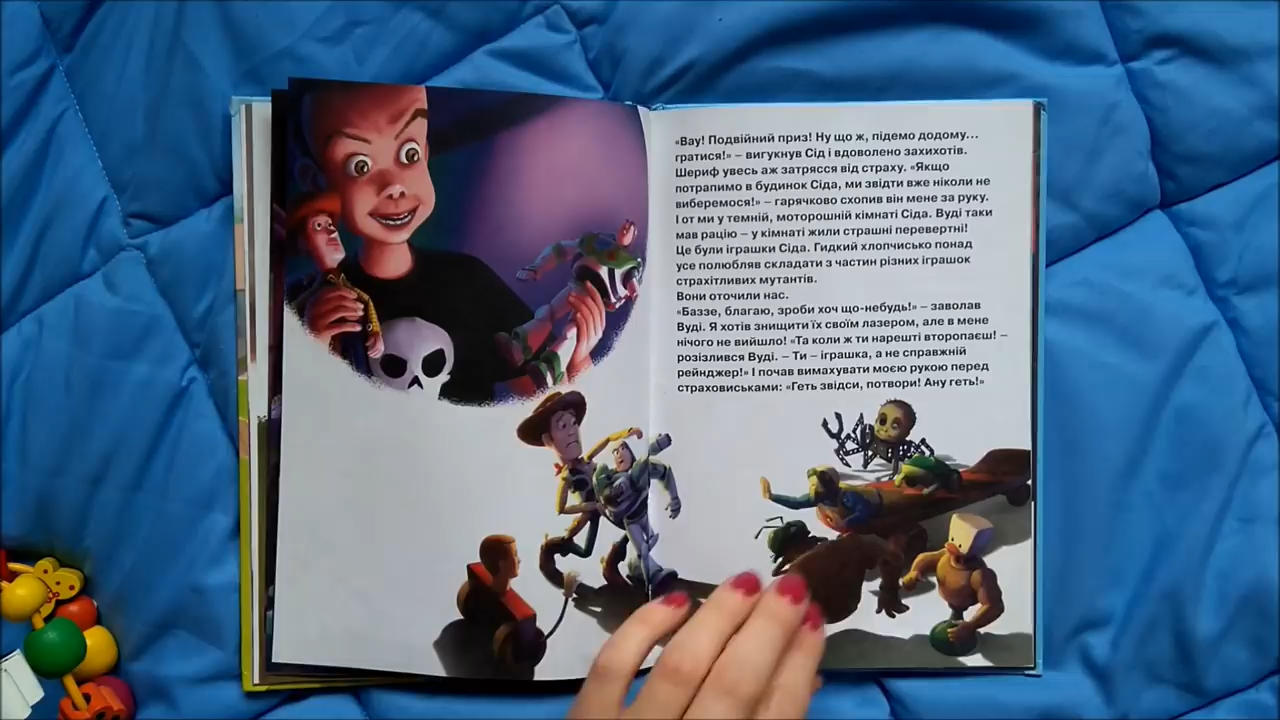 «Вау! Подвійний приз! Ну що ж, підемо додому...
гратися!» – вигукнув Сід і вдоволено захихотів.
Шериф увесь аж затрясся від страху. «Якщо
потрапимо в будинок Сіда, ми звідти вже ніколи не
виберемося!» – гарячково схопив він мене за руку.
І от ми у темній, моторошній кімнаті Сіда. Вуді таки
мав рацію – у кімнаті жили страшні перевертні!
Це були іграшки Сіда. Гидкий хлопчисько понад
усе полюбляв складати з частин різних іграшок
страхітливих мутантів.
Вони оточили нас.
«Баззе, благаю, зроби хоч що-небудь!» – заволав
Вуді. Я хотів знищити їх своїм лазером, але в мене
нічого не вийшло! «Та коли ж ти нарешті второпаєш! –
розізлився Вуді. – Ти – іграшка, а не справжній
рейнджер!» І почав вимахувати моєю рукою перед
страховиськами: «Геть звідси, потвори! Ану геть!»